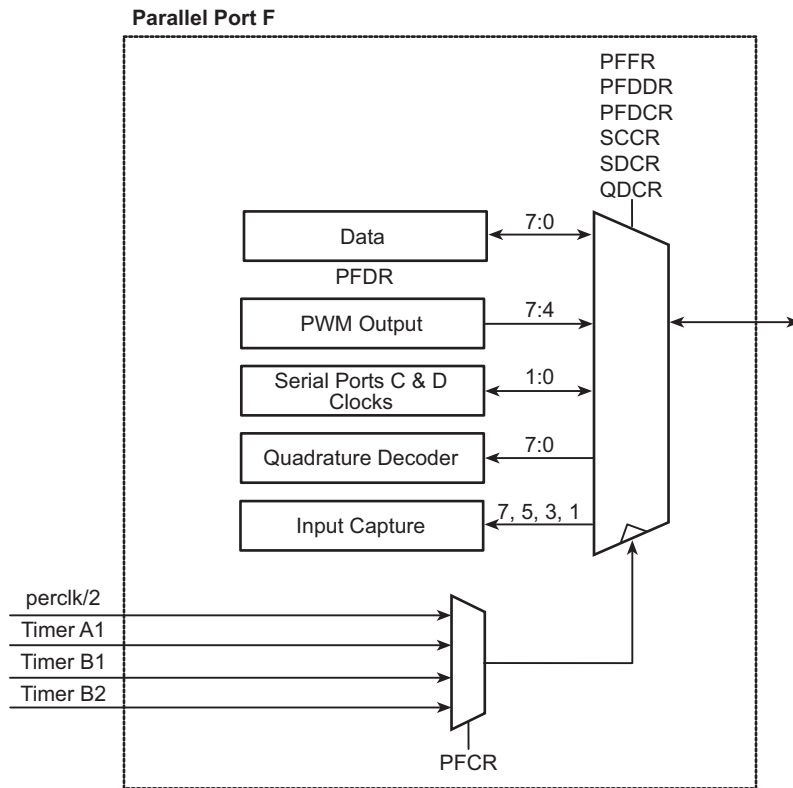 Parallel Port F
PFFR
PFDDR
PFDCR
SCCR
SDCR
QDCR
Data
7:0
PFDR
PWM Output
7:4
Serial Ports C & D
Clocks
1:0
Quadrature Decoder
7:0
Input Capture
7, 5, 3, 1
perclk/2
Timer A1
Timer B1
Timer B2
PFCR